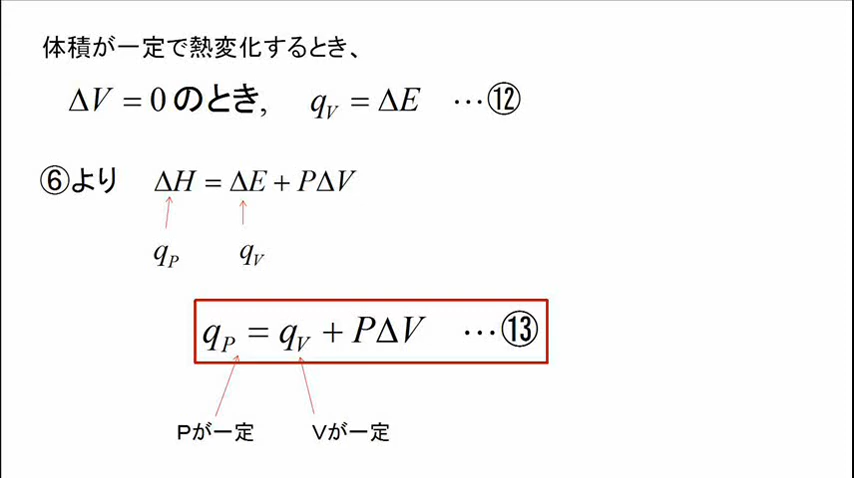 体積が一定で熱変化するとき、
ΔV = 0 のとき, q_V = ΔE …⑫
⑥より ΔH = ΔE + PΔV
q_P q_V
q_P = q_V + PΔV …⑬
Pが一定 Vが一定